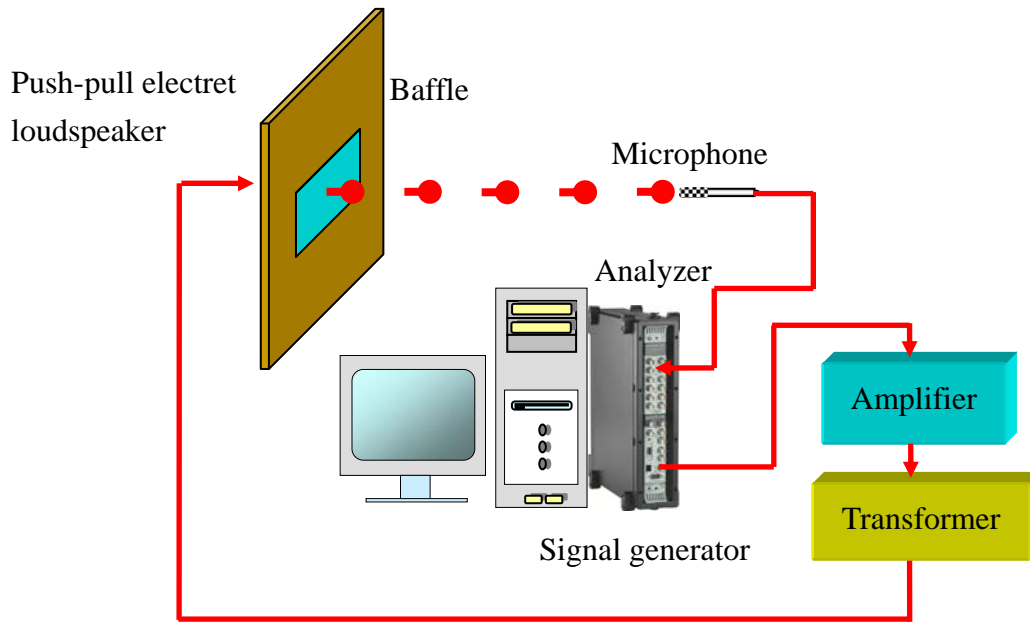 Push-pull electret
loudspeaker
Baffle
Microphone
Analyzer
Amplifier
Transformer
Signal generator